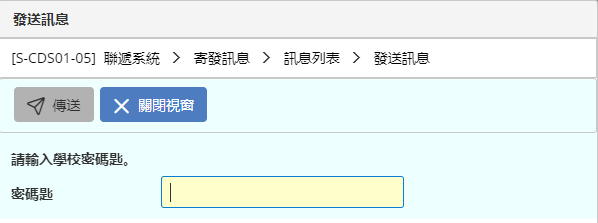 發送訊息
[S-CDS01-05] 聯遞系統 > 寄發訊息 > 訊息列表 > 發送訊息
傳送 關閉視窗
請輸入學校密碼匙。
密碼匙